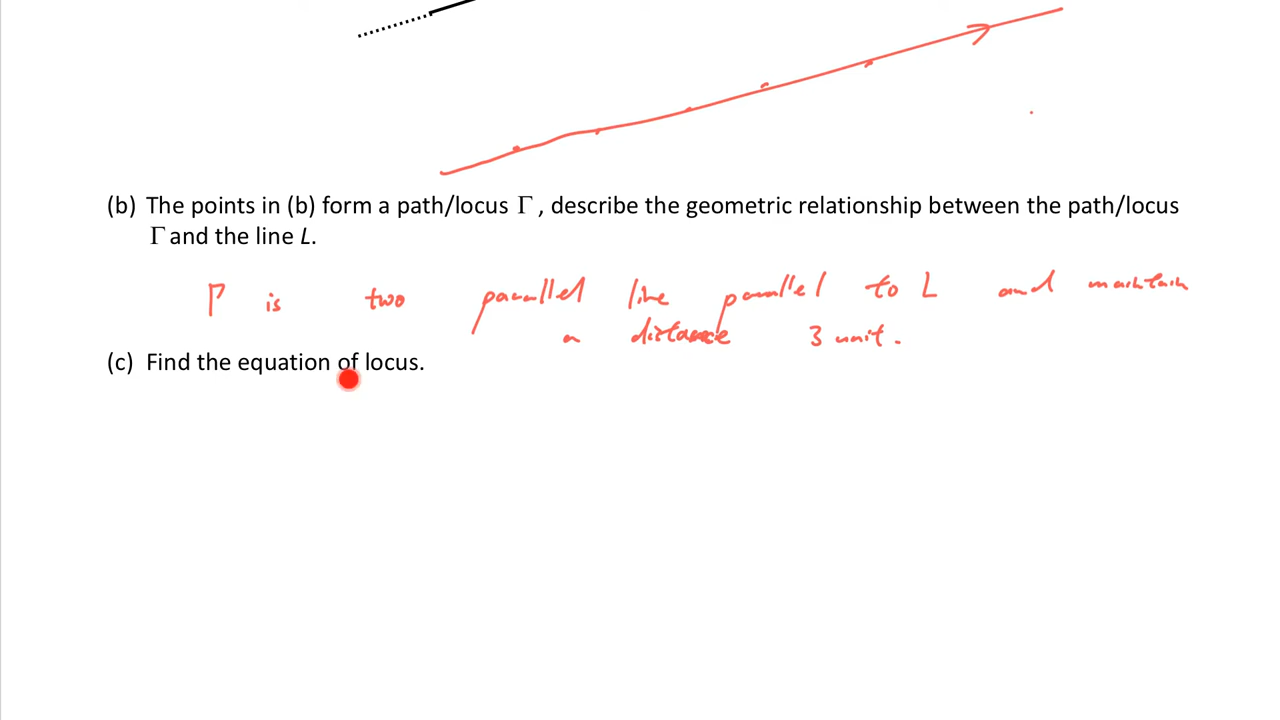 (b) The points in (b) form a path/locus Γ, describe the geometric relationship between the path/locus
Γ and the line L.
Γ is two parallel line parallel to L and maintain
a distance 3 unit.
(c) Find the equation of locus.